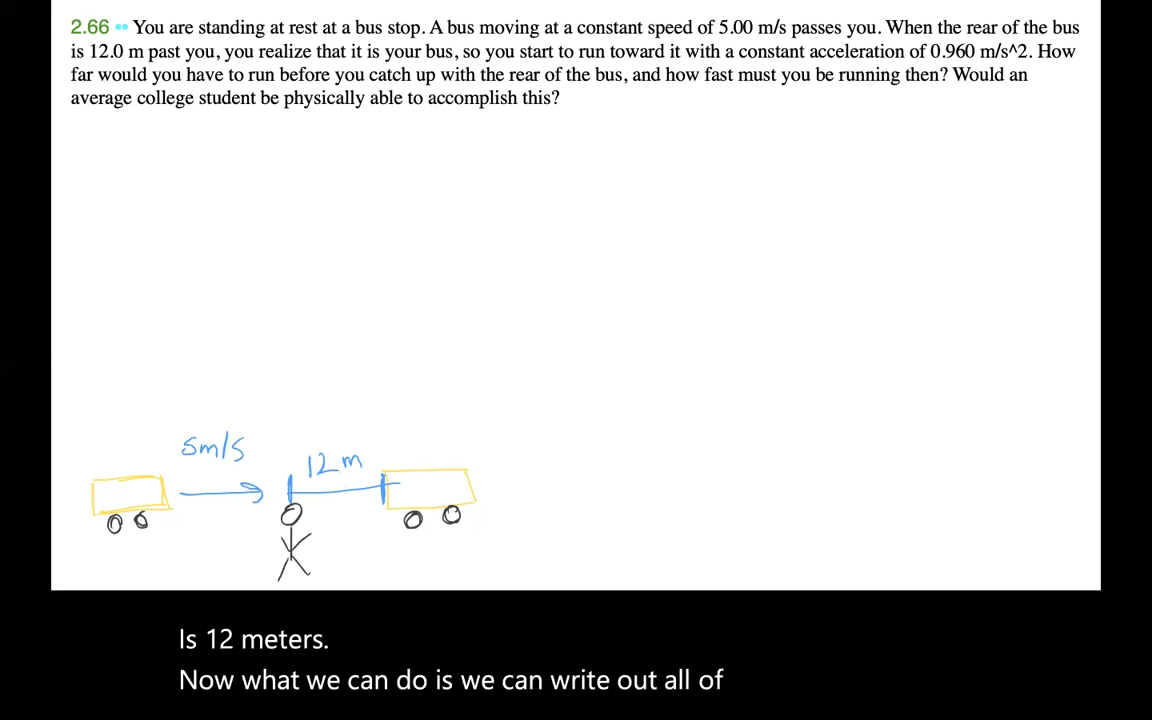 2.66 •• You are standing at rest at a bus stop. A bus moving at a constant speed of 5.00 m/s passes you. When the rear of the bus
is 12.0 m past you, you realize that it is your bus, so you start to run toward it with a constant acceleration of 0.960 m/s^2. How
far would you have to run before you catch up with the rear of the bus, and how fast must you be running then? Would an
average college student be physically able to accomplish this?
5m/s
12m
Is 12 meters.
Now what we can do is we can write out all of